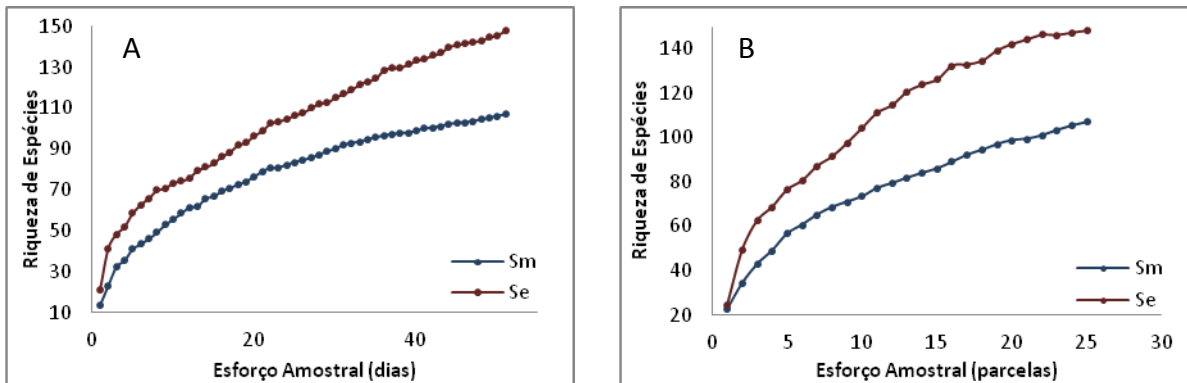 A
Riqueza de Espécies
150
130
110
90
70
50
30
10
0
20
40
Esforço Amostral (dias)
Sm
Se
B
Riqueza de Espécies
140
120
100
80
60
40
20
0
5
10
15
20
25
30
Esforço Amostral (parcelas)
Sm
Se